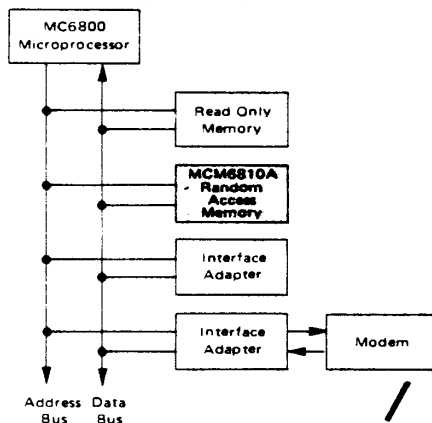 MC6800
Microprocessor
Read Only
Memory
MCM6810A
Random
Access
Memory
Interface
Adapter
Interface
Adapter
Modem
Address Data
Bus Bus